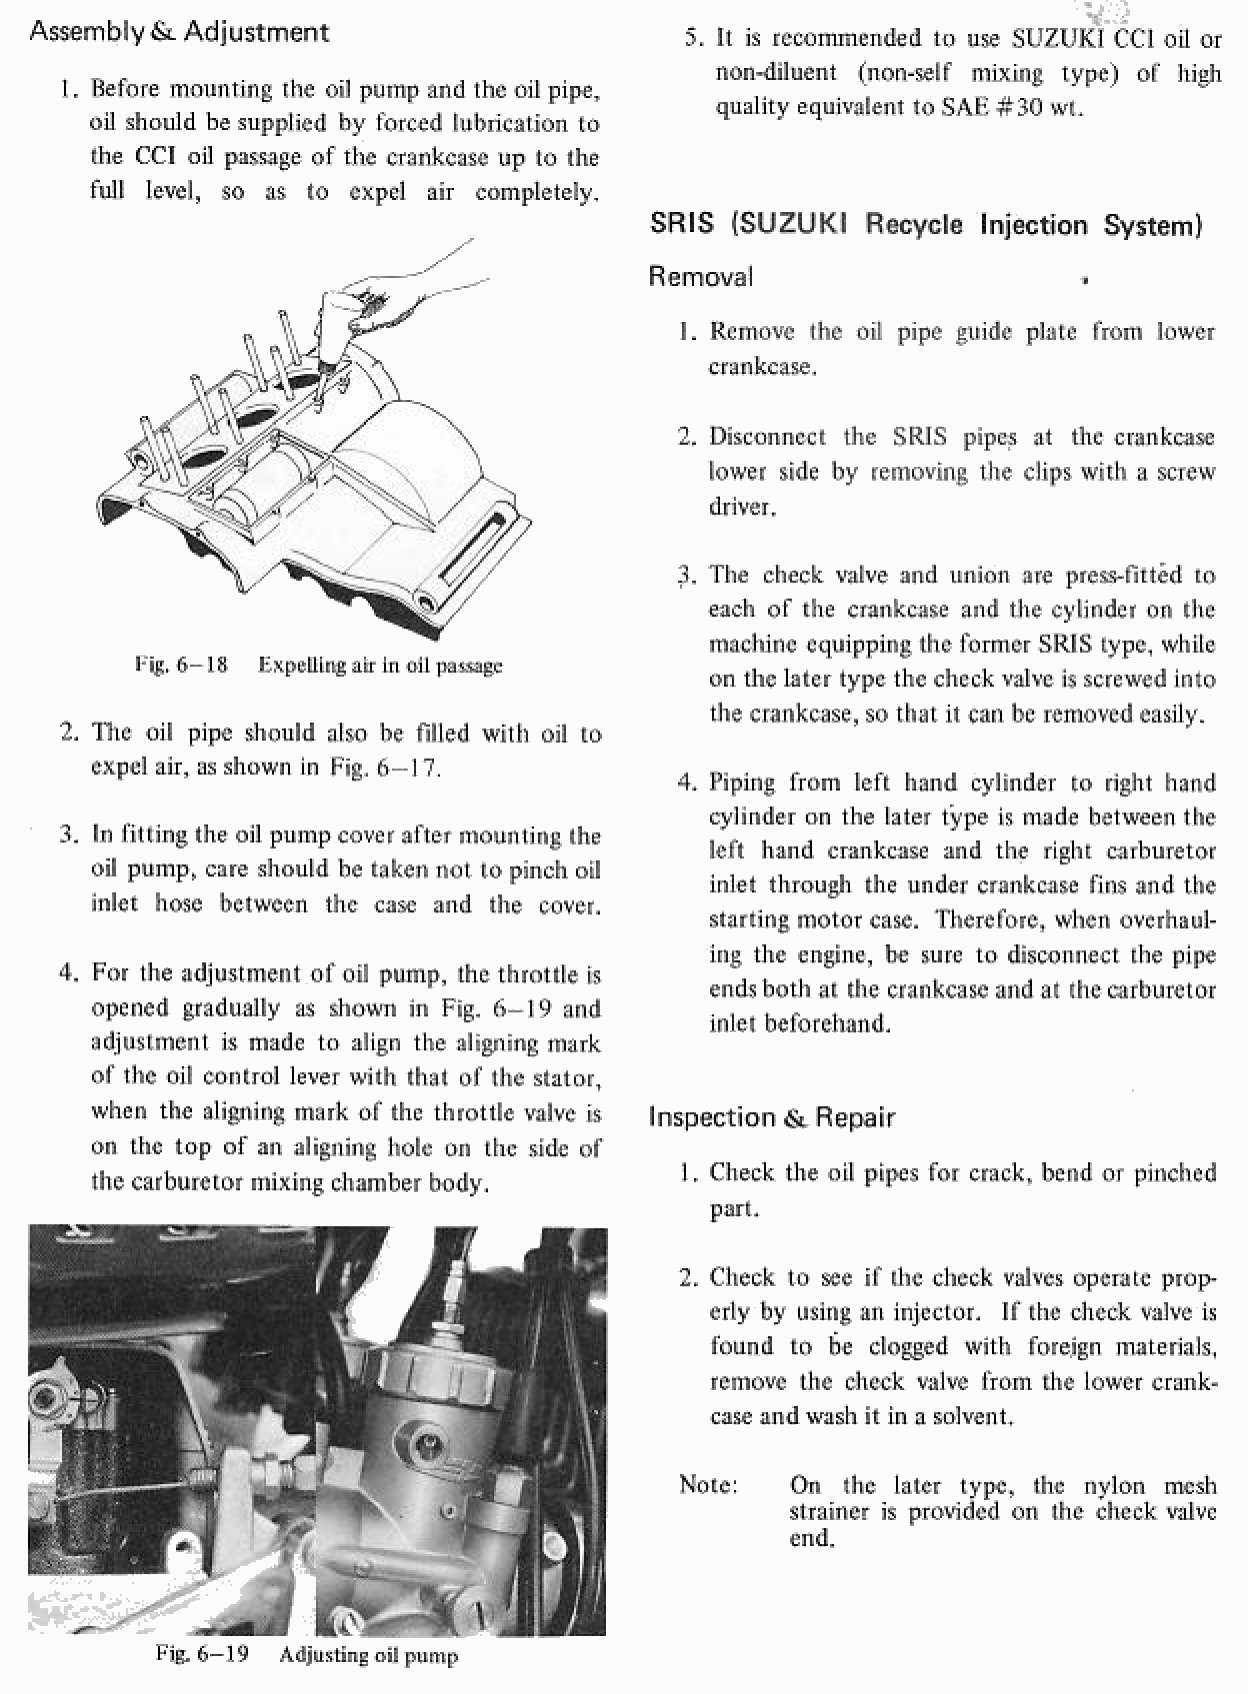 Assembly & Adjustment
1. Before mounting the oil pump and the oil pipe,
oil should be supplied by forced lubrication to
the CCI oil passage of the crankcase up to the
full level, so as to expel air completely.
Fig. 6–18 Expelling air in oil passage
2. The oil pipe should also be filled with oil to
expel air, as shown in Fig. 6–17.
3. In fitting the oil pump cover after mounting the
oil pump, care should be taken not to pinch oil
inlet hose between the case and the cover.
4. For the adjustment of oil pump, the throttle is
opened gradually as shown in Fig. 6–19 and
adjustment is made to align the aligning mark
of the oil control lever with that of the stator,
when the aligning mark of the throttle valve is
on the top of an aligning hole on the side of
the carburetor mixing chamber body.
Fig. 6–19 Adjusting oil pump
5. It is recommended to use SUZUKI CCI oil or
non-diluent (non-self mixing type) of high
quality equivalent to SAE #30 wt.
SRIS (SUZUKI Recycle Injection System)
Removal
1. Remove the oil pipe guide plate from lower
crankcase.
2. Disconnect the SRIS pipes at the crankcase
lower side by removing the clips with a screw
driver.
3. The check valve and union are press-fitted to
each of the crankcase and the cylinder on the
machine equipping the former SRIS type, while
on the later type the check valve is screwed into
the crankcase, so that it can be removed easily.
4. Piping from left hand cylinder to right hand
cylinder on the later type is made between the
left hand crankcase and the right carburetor
inlet through the under crankcase fins and the
starting motor case. Therefore, when overhaul-
ing the engine, be sure to disconnect the pipe
ends both at the crankcase and at the carburetor
inlet beforehand.
Inspection & Repair
1. Check the oil pipes for crack, bend or pinched
part.
2. Check to see if the check valves operate prop-
erly by using an injector. If the check valve is
found to be clogged with foreign materials,
remove the check valve from the lower crank-
case and wash it in a solvent.
Note: On the later type, the nylon mesh
strainer is provided on the check valve
end.